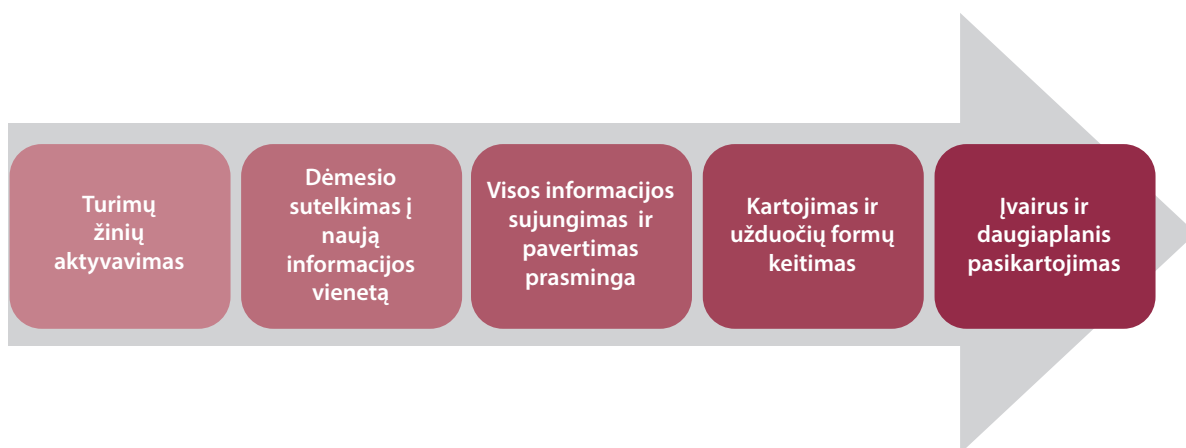 Turimų
žinių
aktyvavimas
Dėmesio
sutelkimas į
naują
informacijos
vienetą
Visos informacijos
sujungimas ir
pavertimas
prasminga
Kartojimas ir
užduočių formų
keitimas
Įvairus ir
daugiaplanis
pasikartojimas